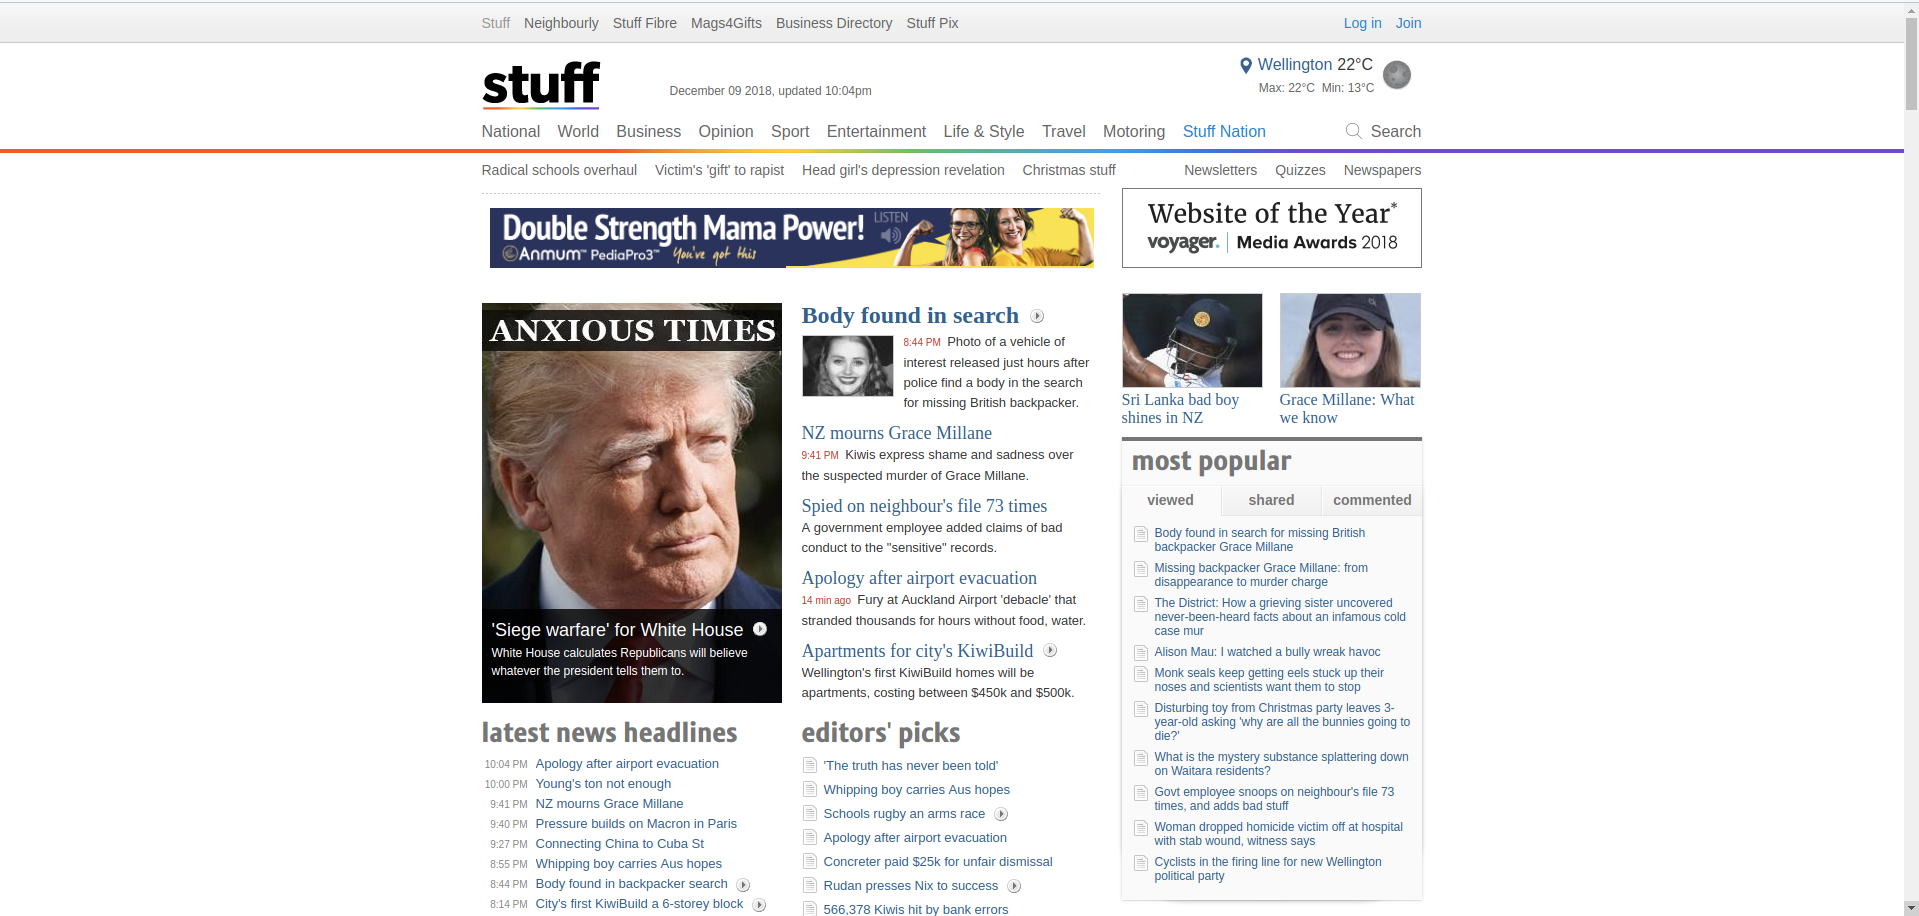 Stuff Neighbourly Stuff Fibre Mags4Gifts Business Directory Stuff Pix Log in Join
stuff
December 09 2018, updated 10:04pm
Wellington 22°C
Max: 22°C Min: 13°C
National World Business Opinion Sport Entertainment Life & Style Travel Motoring Stuff Nation Search
Radical schools overhaul Victim's 'gift' to rapist Head girl's depression revelation Christmas stuff Newsletters Quizzes Newspapers
Double Strength Mama Power!
LISTEN
Anmum™ PediaPro3™ You've got this
Website of the Year*
voyager. Media Awards 2018
ANXIOUS TIMES
'Siege warfare' for White House
White House calculates Republicans will believe
whatever the president tells them to.
Body found in search
8:44 PM Photo of a vehicle of
interest released just hours after
police find a body in the search
for missing British backpacker.
NZ mourns Grace Millane
9:41 PM Kiwis express shame and sadness over
the suspected murder of Grace Millane.
Spied on neighbour's file 73 times
A government employee added claims of bad
conduct to the "sensitive" records.
Apology after airport evacuation
14 min ago Fury at Auckland Airport 'debacle' that
stranded thousands for hours without food, water.
Apartments for city's KiwiBuild
Wellington's first KiwiBuild homes will be
apartments, costing between $450k and $500k.
Sri Lanka bad boy
shines in NZ
Grace Millane: What
we know
most popular
viewed shared commented
Body found in search for missing British
backpacker Grace Millane
Missing backpacker Grace Millane: from
disappearance to murder charge
The District: How a grieving sister uncovered
never-been-heard facts about an infamous cold
case mur
Alison Mau: I watched a bully wreak havoc
Monk seals keep getting eels stuck up their
noses and scientists want them to stop
Disturbing toy from Christmas party leaves 3-
year-old asking 'why are all the bunnies going to
die?'
What is the mystery substance splattering down
on Waitara residents?
Govt employee snoops on neighbour's file 73
times, and adds bad stuff
Woman dropped homicide victim off at hospital
with stab wound, witness says
Cyclists in the firing line for new Wellington
political party
latest news headlines
10:04 PM Apology after airport evacuation
10:00 PM Young's ton not enough
9:41 PM NZ mourns Grace Millane
9:40 PM Pressure builds on Macron in Paris
9:27 PM Connecting China to Cuba St
8:55 PM Whipping boy carries Aus hopes
8:44 PM Body found in backpacker search
8:14 PM City's first KiwiBuild a 6-storey block
editors' picks
'The truth has never been told'
Whipping boy carries Aus hopes
Schools rugby an arms race
Apology after airport evacuation
Concreter paid $25k for unfair dismissal
Rudan presses Nix to success
566,378 Kiwis hit by bank errors